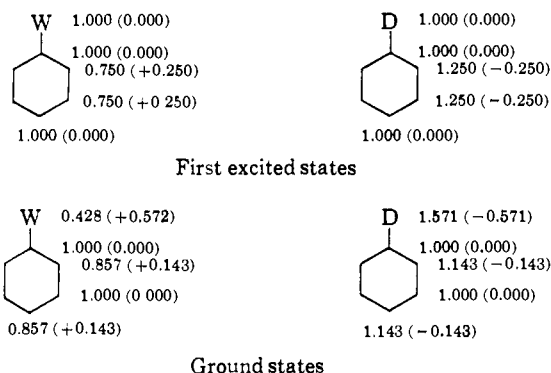 W 1.000 (0.000)
1.000 (0.000)
0.750 (+0.250)
0.750 (+0 250)
1.000 (0.000)
D 1.000 (0.000)
1.000 (0.000)
1.250 (−0.250)
1.250 (−0.250)
1.000 (0.000)
First excited states
W 0.428 (+0.572)
1.000 (0.000)
0.857 (+0.143)
1.000 (0 000)
0.857 (+0.143)
D 1.571 (−0.571)
1.000 (0.000)
1.143 (−0.143)
1.000 (0.000)
1.143 (−0.143)
Ground states